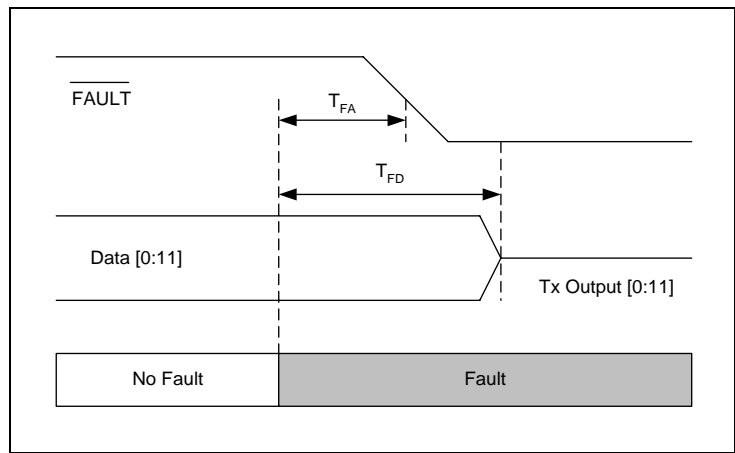 FAULT
T_FA
T_FD
Data [0:11]
Tx Output [0:11]
No Fault
Fault